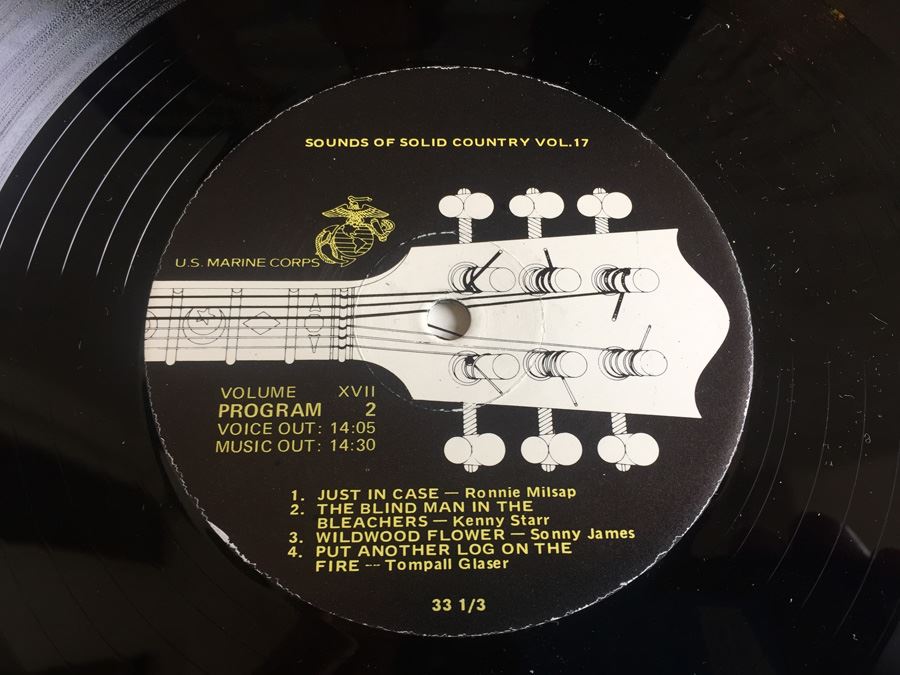 SOUNDS OF SOLID COUNTRY VOL.17
U.S. MARINE CORPS
VOLUME XVII
PROGRAM 2
VOICE OUT: 14:05
MUSIC OUT: 14:30
1. JUST IN CASE — Ronnie Milsap
2. THE BLIND MAN IN THE
BLEACHERS — Kenny Starr
3. WILDWOOD FLOWER — Sonny James
4. PUT ANOTHER LOG ON THE
FIRE — Tompall Glaser
33 1/3